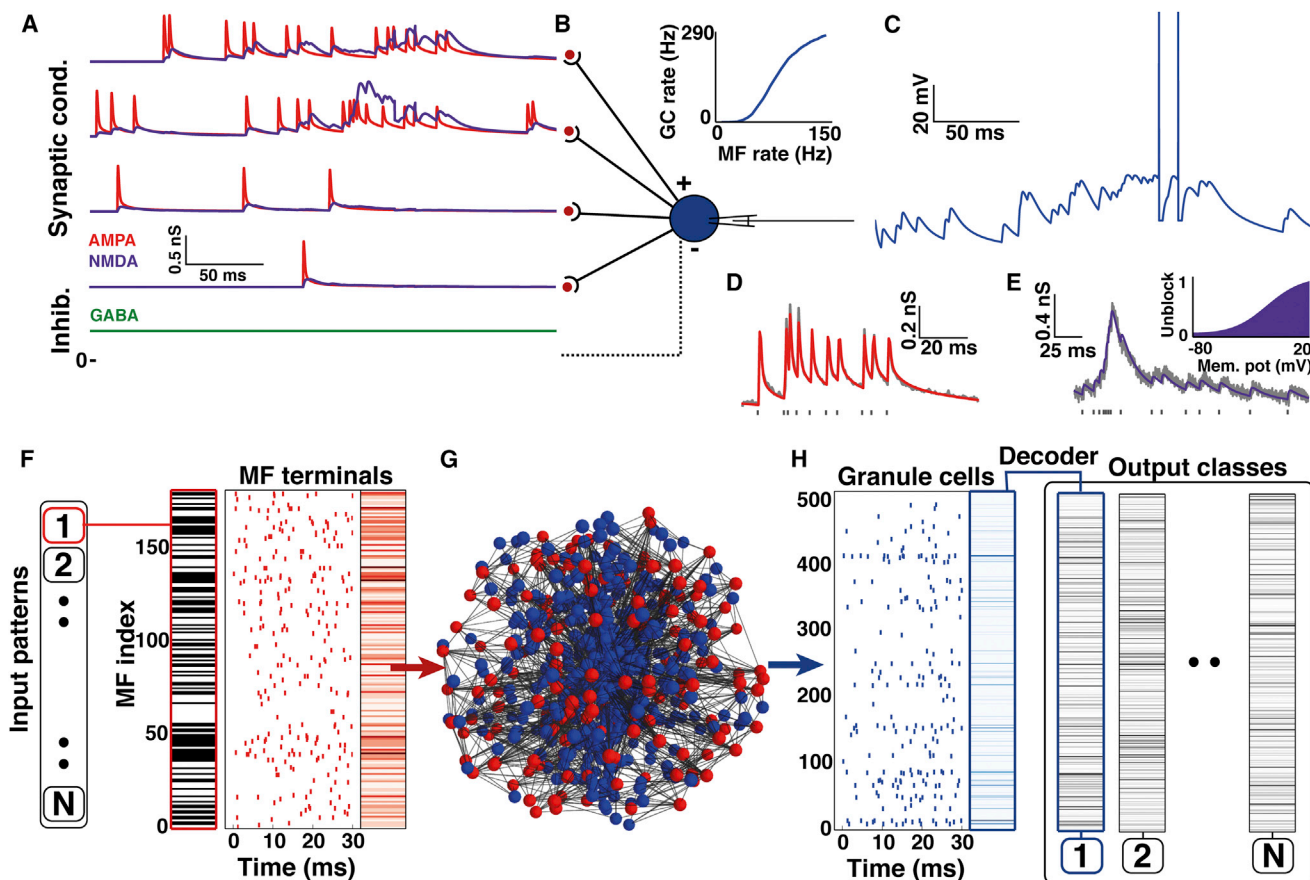 A
B
C
Synaptic cond.
AMPA
NMDA
0.5 nS
50 ms
Inhib.
GABA
0-
GC rate (Hz)
290
0
0
150
MF rate (Hz)
+
-
20 mV
50 ms
D
0.2 nS
20 ms
E
0.4 nS
25 ms
Unblock
1
0
-80
20
Mem. pot (mV)
F
MF terminals
Input patterns
1
2
N
MF index
150
100
50
0
0
10
20
30
Time (ms)
G
H
Granule cells
Decoder
Output classes
500
400
300
200
100
0
0
10
20
30
Time (ms)
1
2
N